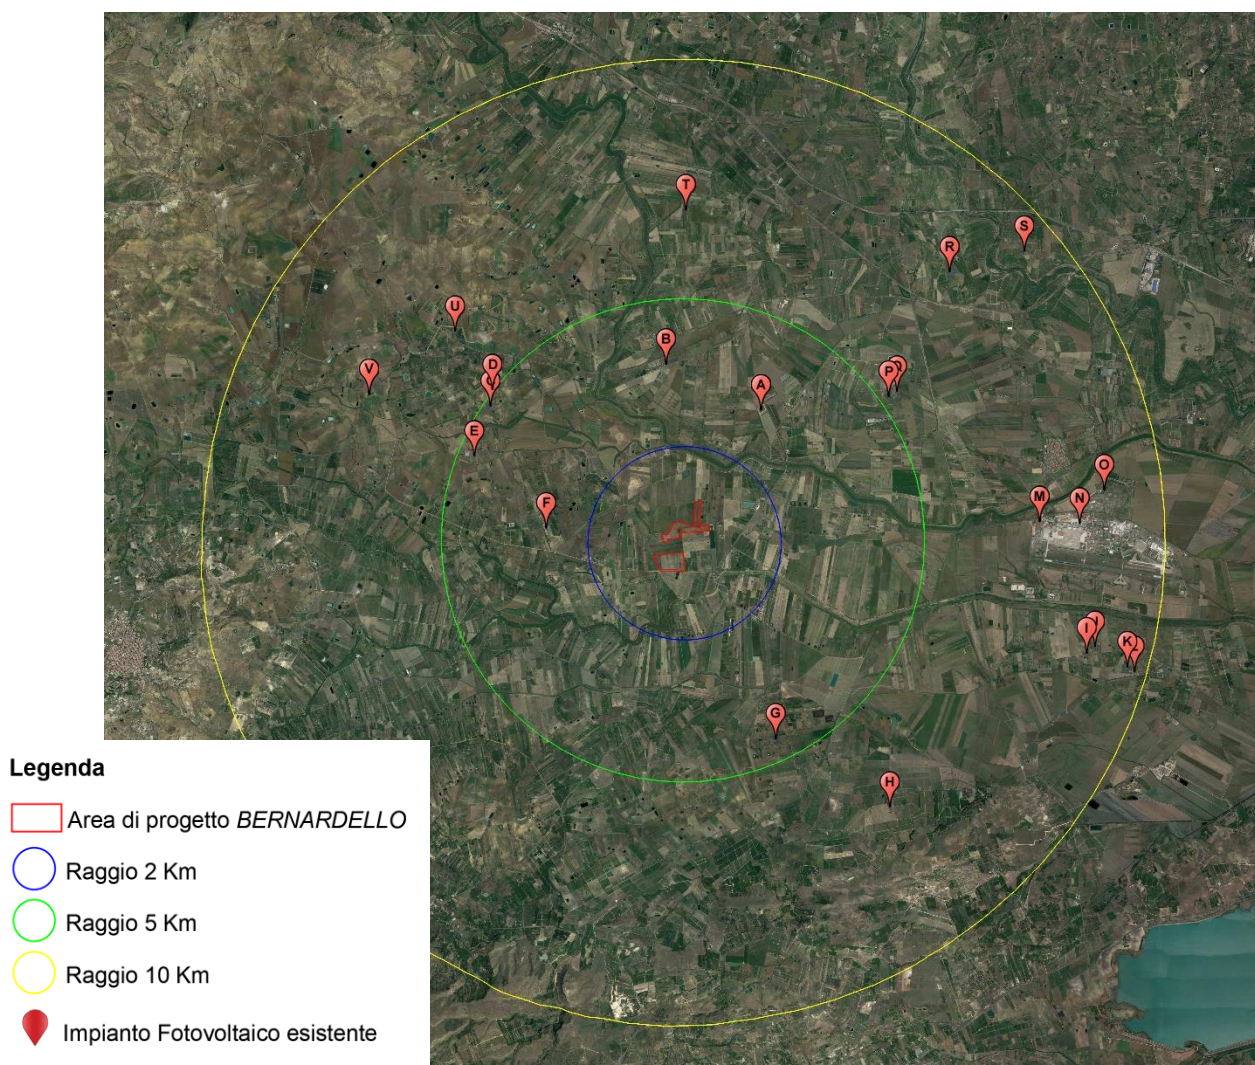 T
S
R
U
B
D
V
P
Q
C
A
E
O
M
N
F
J
I
K
L
G
H
Legenda
Area di progetto BERNARDELLO
Raggio 2 Km
Raggio 5 Km
Raggio 10 Km
Impianto Fotovoltaico esistente